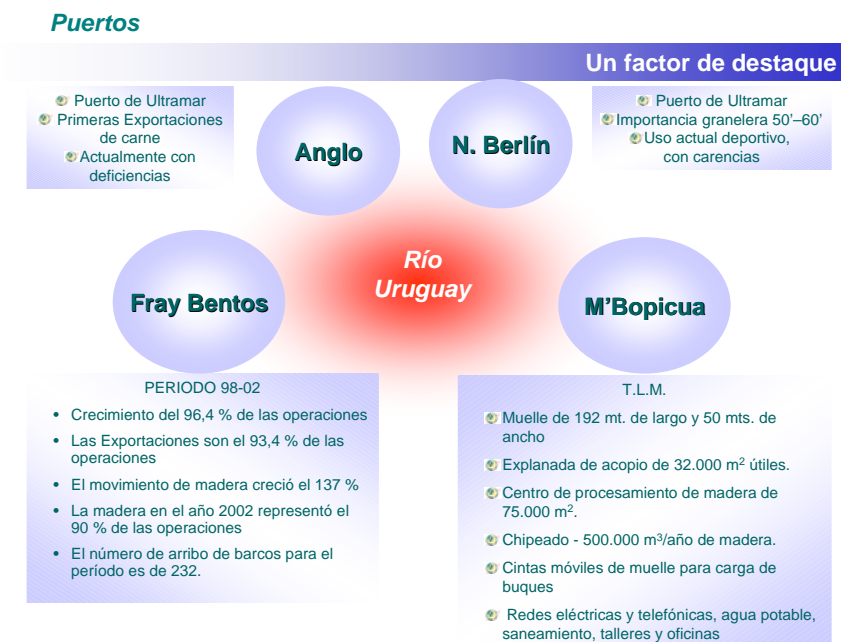 Puertos
Un factor de destaque
Puerto de Ultramar
Primeras Exportaciones
de carne
Actualmente con
deficiencias
Anglo
N. Berlín
Puerto de Ultramar
Importancia granelera 50’–60’
Uso actual deportivo,
con carencias
Río
Uruguay
Fray Bentos
M’Bopicua
PERIODO 98-02
• Crecimiento del 96,4 % de las operaciones
• Las Exportaciones son el 93,4 % de las
operaciones
• El movimiento de madera creció el 137 %
• La madera en el año 2002 representó el
90 % de las operaciones
• El número de arribo de barcos para el
período es de 232.
T.L.M.
Muelle de 192 mt. de largo y 50 mts. de
ancho
Explanada de acopio de 32.000 m² útiles.
Centro de procesamiento de madera de
75.000 m².
Chipeado - 500.000 m³/año de madera.
Cintas móviles de muelle para carga de
buques
Redes eléctricas y telefónicas, agua potable,
saneamiento, talleres y oficinas